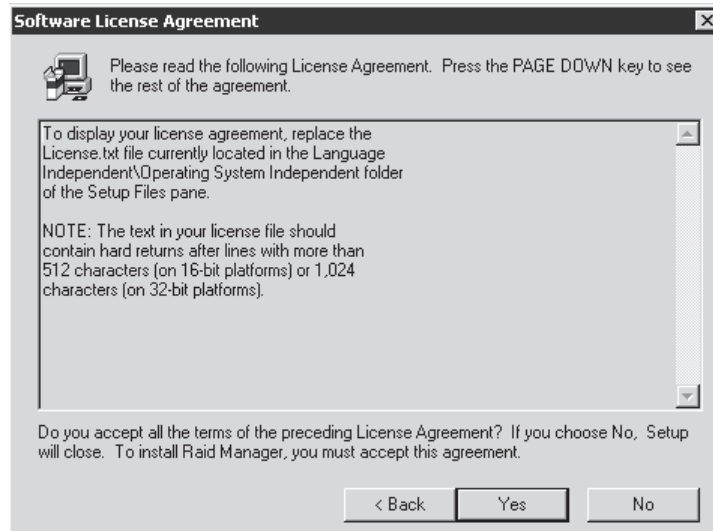 Software License Agreement
Please read the following License Agreement. Press the PAGE DOWN key to see
the rest of the agreement.
To display your license agreement, replace the
License.txt file currently located in the Language
Independent\Operating System Independent folder
of the Setup Files pane.
NOTE: The text in your license file should
contain hard returns after lines with more than
512 characters (on 16-bit platforms) or 1,024
characters (on 32-bit platforms).
Do you accept all the terms of the preceding License Agreement? If you choose No, Setup
will close. To install Raid Manager, you must accept this agreement.
< Back Yes No